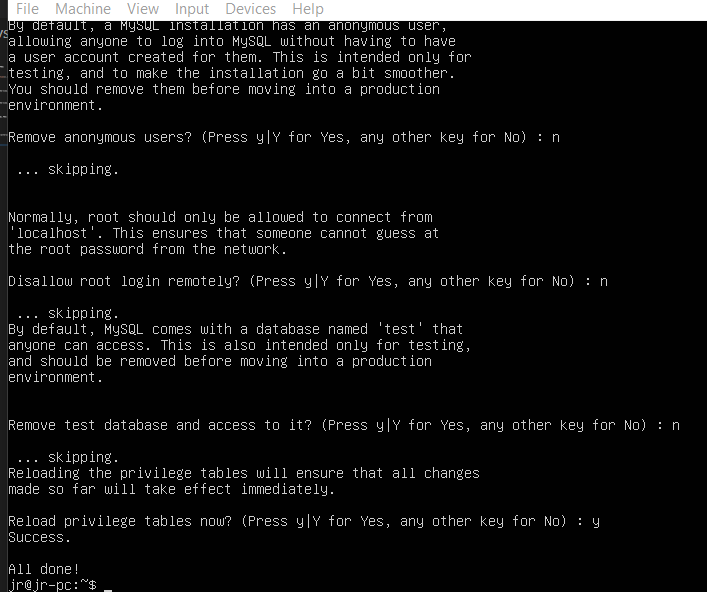 File Machine View Input Devices Help
By default, a MySQL installation has an anonymous user,
allowing anyone to log into MySQL without having to have
a user account created for them. This is intended only for
testing, and to make the installation go a bit smoother.
You should remove them before moving into a production
environment.
Remove anonymous users? (Press y|Y for Yes, any other key for No) : n
... skipping.
Normally, root should only be allowed to connect from
'localhost'. This ensures that someone cannot guess at
the root password from the network.
Disallow root login remotely? (Press y|Y for Yes, any other key for No) : n
... skipping.
By default, MySQL comes with a database named 'test' that
anyone can access. This is also intended only for testing,
and should be removed before moving into a production
environment.
Remove test database and access to it? (Press y|Y for Yes, any other key for No) : n
... skipping.
Reloading the privilege tables will ensure that all changes
made so far will take effect immediately.
Reload privilege tables now? (Press y|Y for Yes, any other key for No) : y
Success.
All done!
jr@jr-pc:~$ _